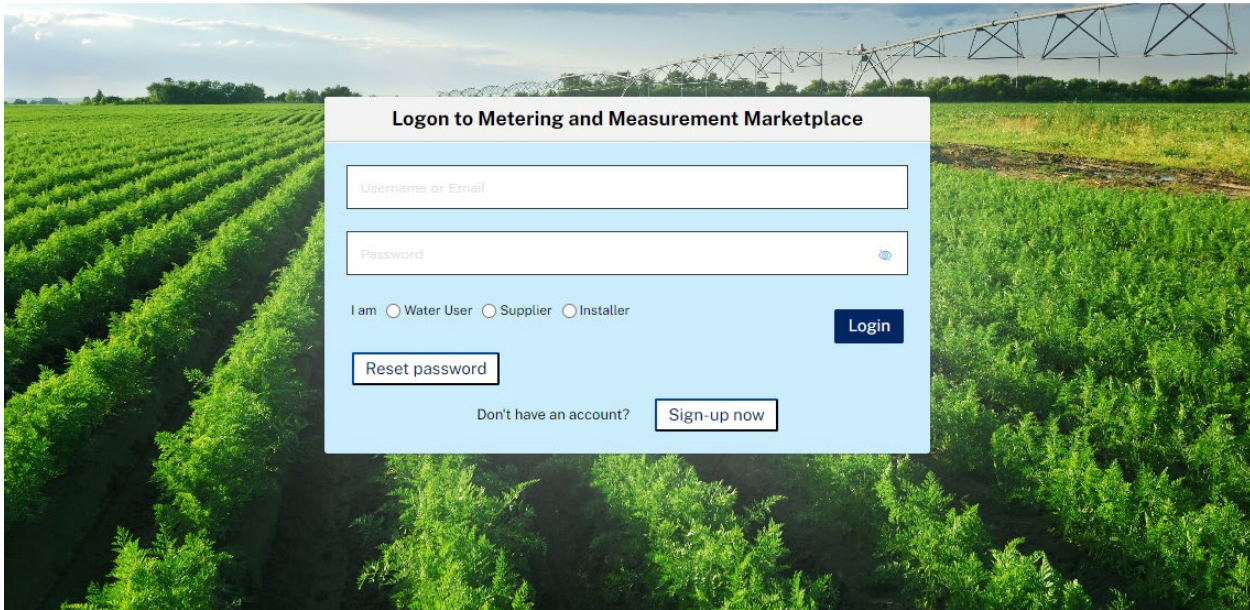 Logon to Metering and Measurement Marketplace
Username or Email
Password
I am Water User Supplier Installer
Login
Reset password
Don't have an account? Sign-up now